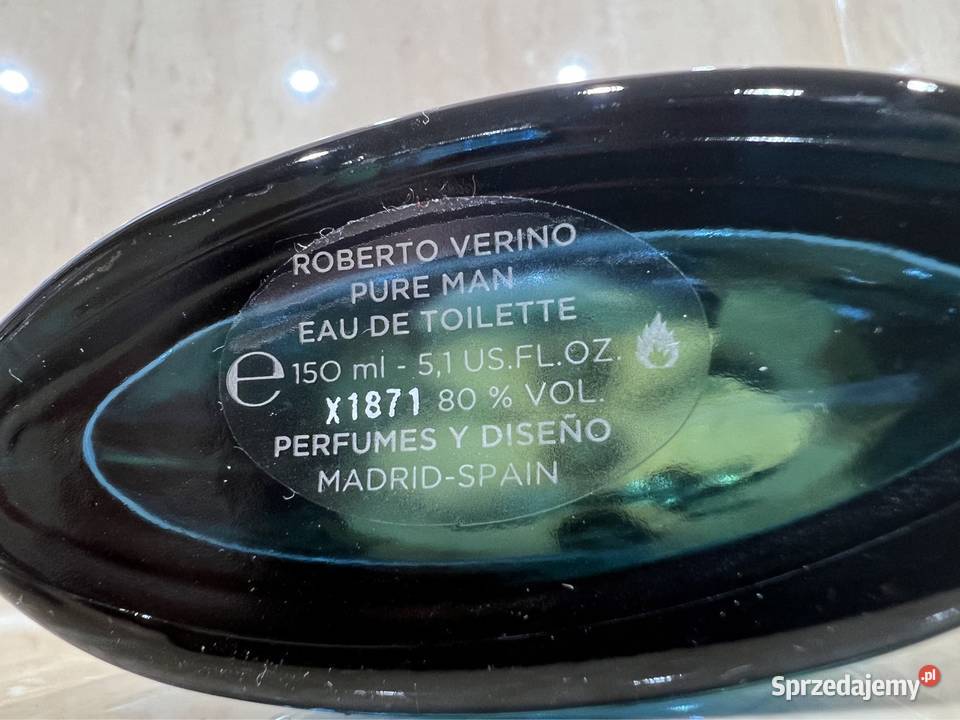 ROBERTO VERINO
PURE MAN
EAU DE TOILETTE
℮ 150 ml - 5,1 US.FL.OZ.
X1871 80 % VOL.
PERFUMES Y DISEÑO
MADRID-SPAIN
Sprzedajemy.pl